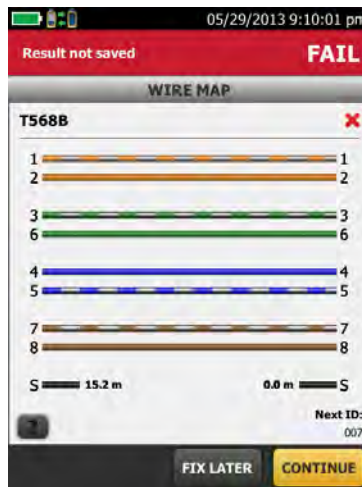 05/29/2013 9:10:01 pm
Result not saved FAIL
WIRE MAP
T568B
1 1
2 2
3 3
6 6
4 4
5 5
7 7
8 8
S 15.2 m 0.0 m S
Next ID:
007
?
FIX LATER CONTINUE